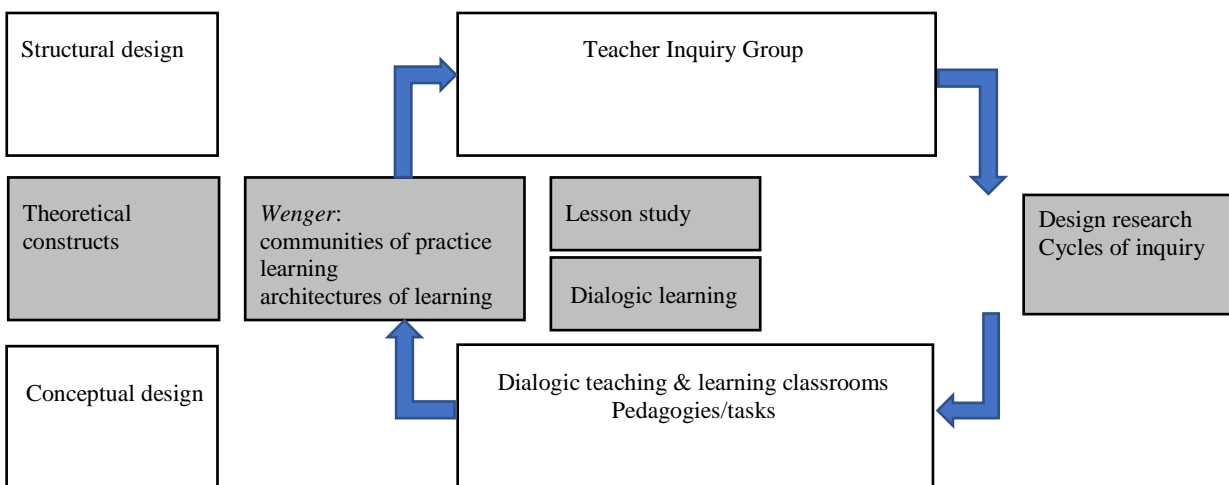 Structural design
Teacher Inquiry Group
Theoretical
constructs
Wenger:
communities of practice
learning
architectures of learning
Lesson study
Dialogic learning
Design research
Cycles of inquiry
Conceptual design
Dialogic teaching & learning classrooms
Pedagogies/tasks